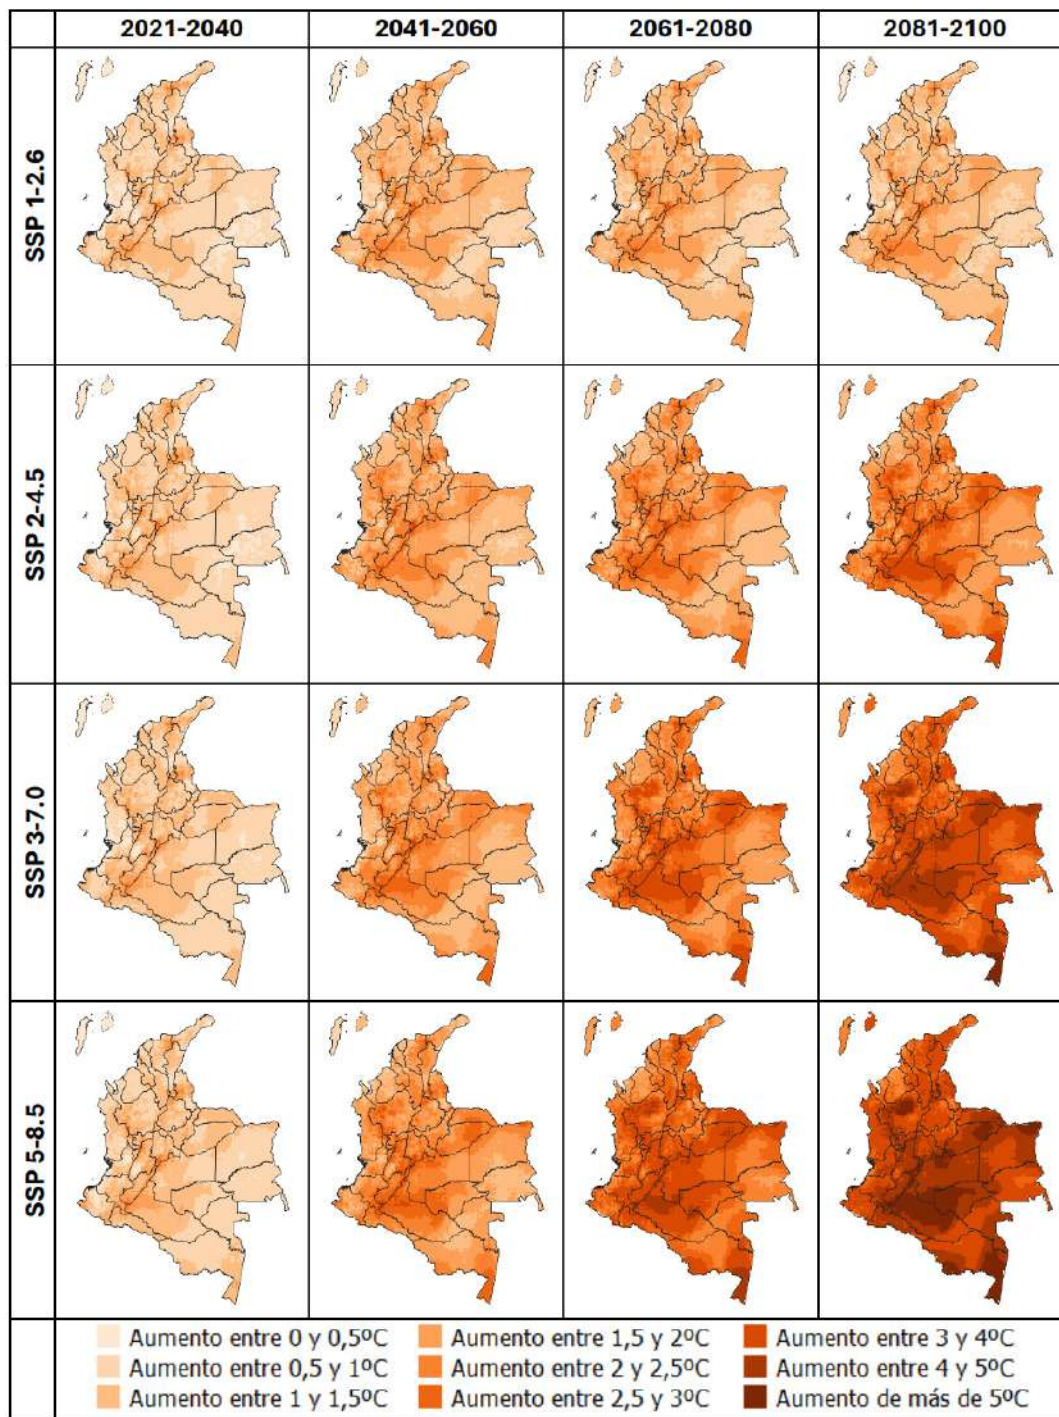 2021-2040 2041-2060 2061-2080 2081-2100
SSP 1-2.6
SSP 2-4.5
SSP 3-7.0
SSP 5-8.5
Aumento entre 0 y 0,5ºC Aumento entre 1,5 y 2ºC Aumento entre 3 y 4ºC
Aumento entre 0,5 y 1ºC Aumento entre 2 y 2,5ºC Aumento entre 4 y 5ºC
Aumento entre 1 y 1,5ºC Aumento entre 2,5 y 3ºC Aumento de más de 5ºC